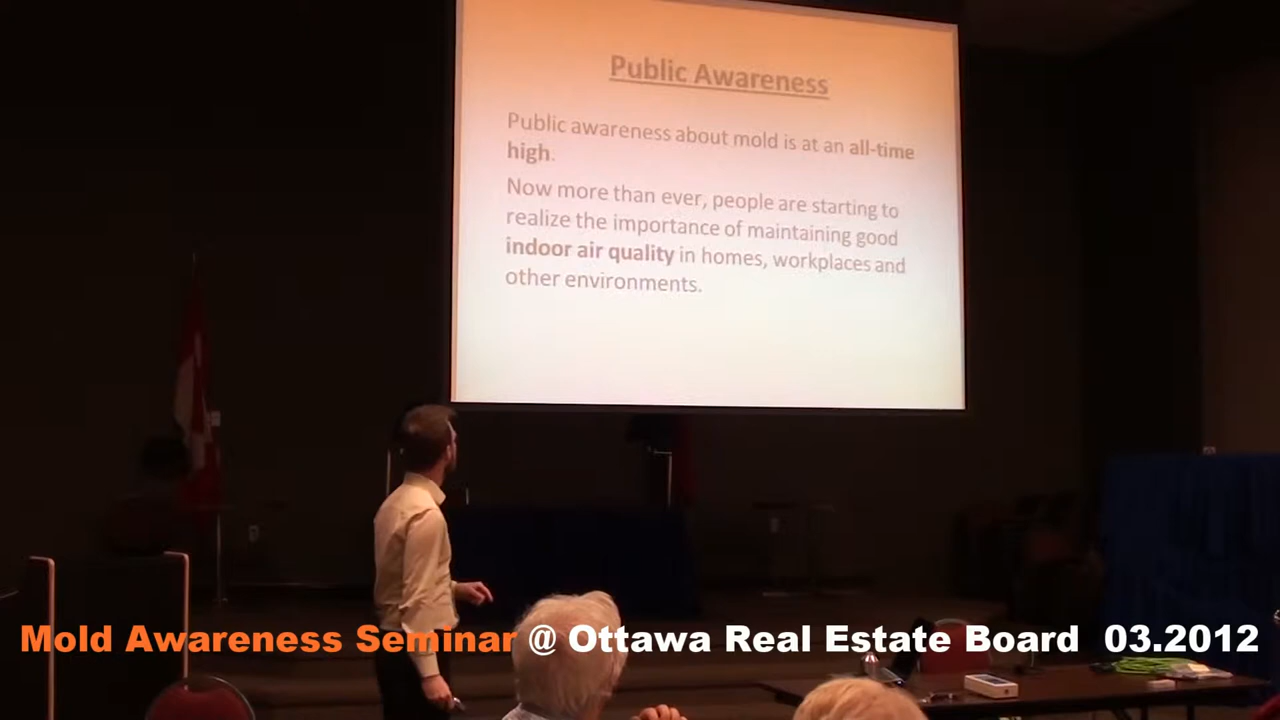 Public Awareness
Public awareness about mold is at an all-time
high.
Now more than ever, people are starting to
realize the importance of maintaining good
indoor air quality in homes, workplaces and
other environments.
Mold Awareness Seminar @ Ottawa Real Estate Board 03.2012